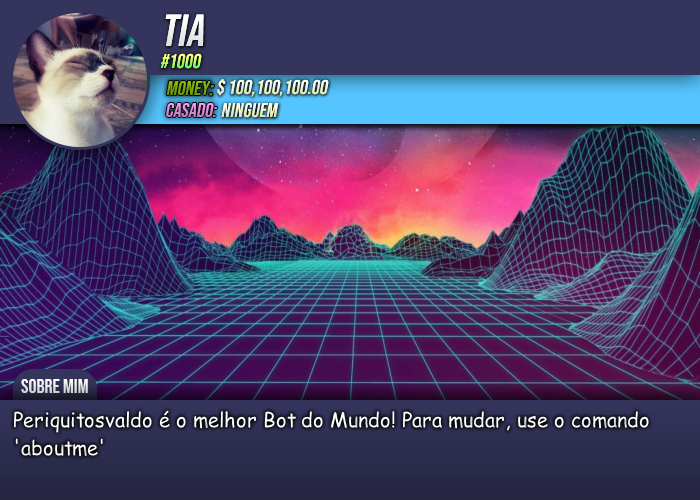 TIA
#1000
MONEY: $ 100,100,100.00
CASADO: NINGUEM
SOBRE MIM
Periquitosvaldo é o melhor Bot do Mundo! Para mudar, use o comando
'aboutme'